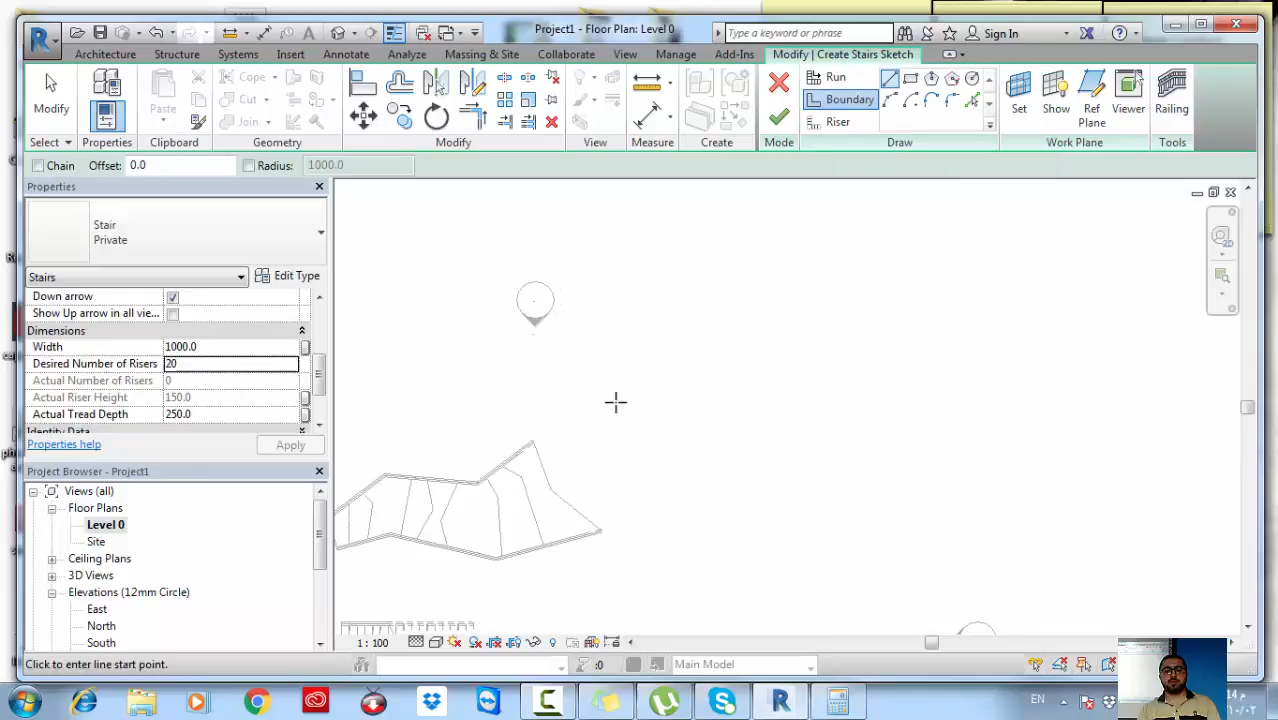 Project1 - Floor Plan: Level 0
Type a keyword or phrase
Sign In
Architecture
Structure
Systems
Insert
Annotate
Analyze
Massing & Site
Collaborate
View
Manage
Add-Ins
Modify | Create Stairs Sketch
Modify
Paste
Cope
Cut
Join
Run
Boundary
Riser
Set
Show
Ref
Plane
Viewer
Railing
Select
Properties
Clipboard
Geometry
Modify
View
Measure
Create
Mode
Draw
Work Plane
Tools
Chain
Offset:
0.0
Radius:
1000.0
Properties
Stair
Private
Stairs
Edit Type
Down arrow
Show Up arrow in all vie...
Dimensions
Width
1000.0
Desired Number of Risers
20
Actual Number of Risers
0
Actual Riser Height
150.0
Actual Tread Depth
250.0
Identity Data
Properties help
Apply
Project Browser - Project1
Views (all)
Floor Plans
Level 0
Site
Ceiling Plans
3D Views
Elevations (12mm Circle)
East
North
South
1 : 100
Click to enter line start point.
:0
Main Model
EN